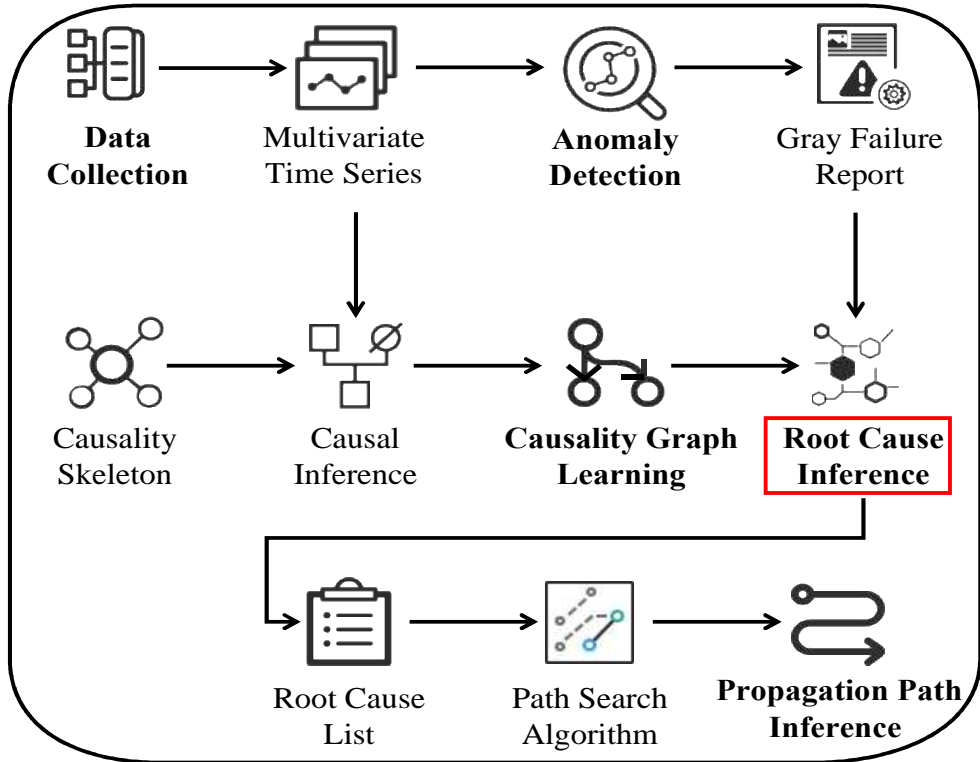 Data
Collection
Multivariate
Time Series
Anomaly
Detection
Gray Failure
Report
Causality
Skeleton
Causal
Inference
Causality Graph
Learning
Root Cause
Inference
Root Cause
List
Path Search
Algorithm
Propagation Path
Inference